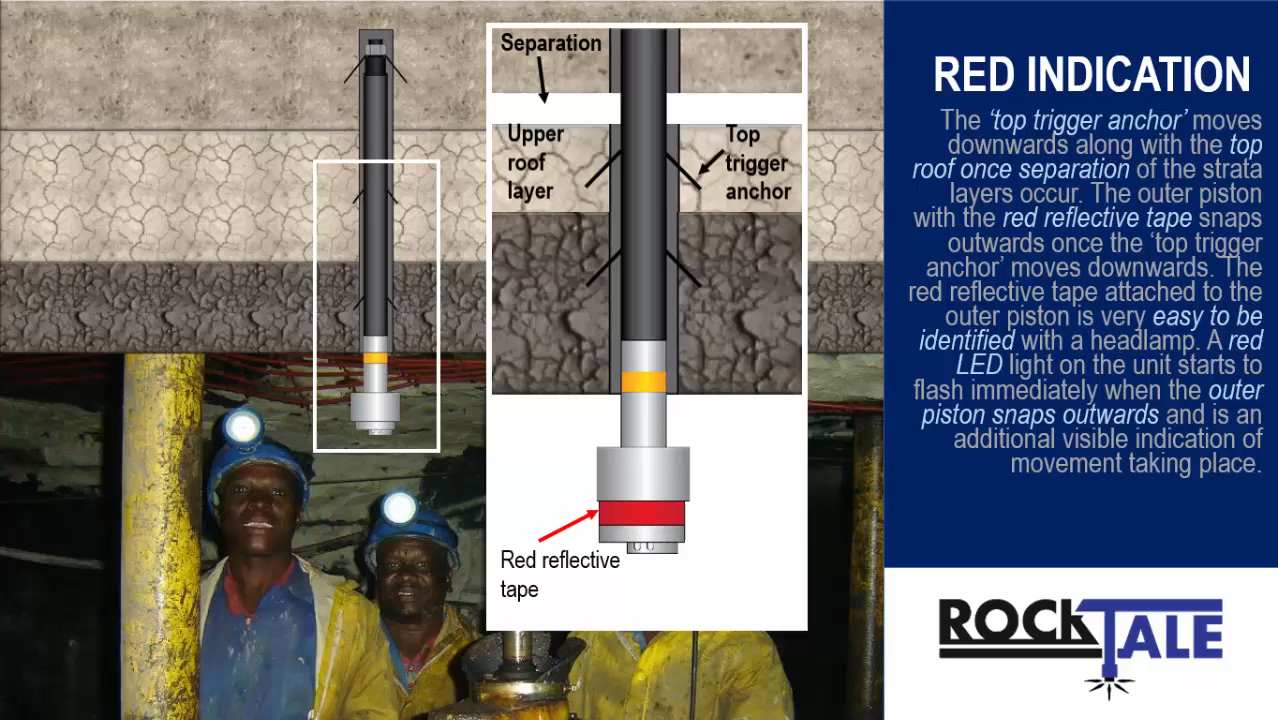 Separation
Upper
roof
layer
Top
trigger
anchor
Red reflective
tape
RED INDICATION
The ‘top trigger anchor’ moves
downwards along with the top
roof once separation of the strata
layers occur. The outer piston
with the red reflective tape snaps
outwards once the ‘top trigger
anchor’ moves downwards. The
red reflective tape attached to the
outer piston is very easy to be
identified with a headlamp. A red
LED light on the unit starts to
flash immediately when the outer
piston snaps outwards and is an
additional visible indication of
movement taking place.
ROCKTALE